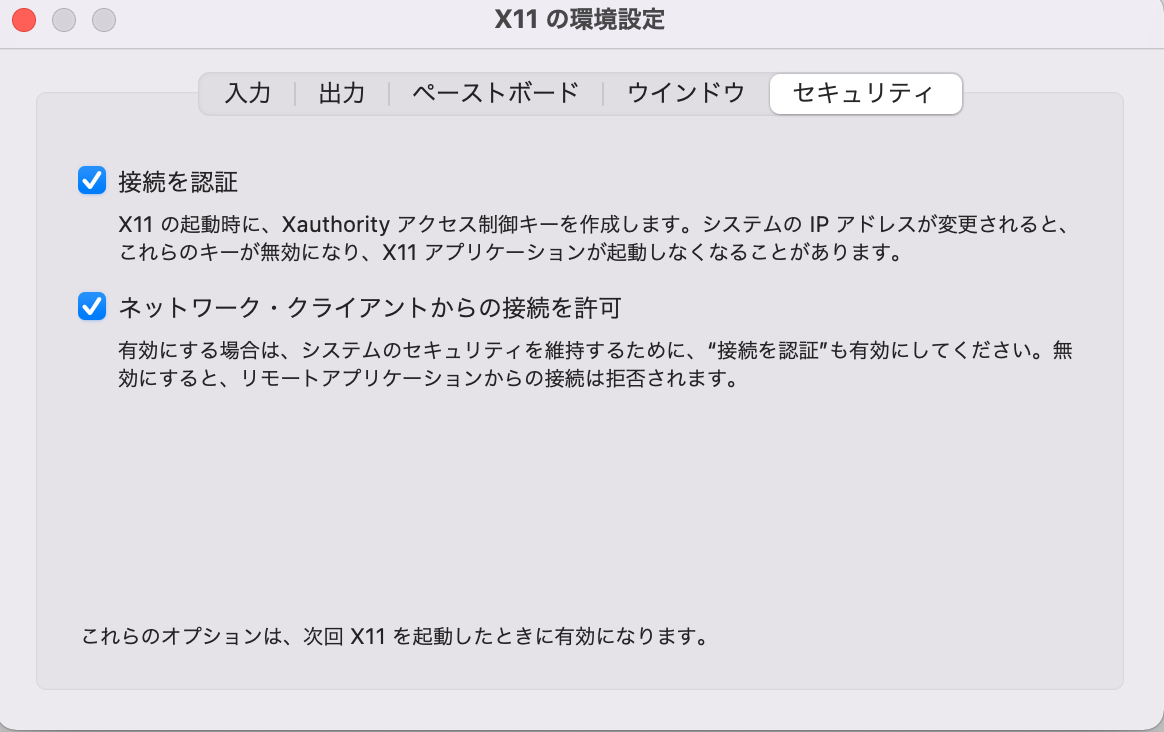 X11 の環境設定
入力 出力 ペーストボード ウインドウ セキュリティ
接続を認証
X11 の起動時に、Xauthority アクセス制御キーを作成します。システムの IP アドレスが変更されると、
これらのキーが無効になり、X11 アプリケーションが起動しなくなることがあります。
ネットワーク・クライアントからの接続を許可
有効にする場合は、システムのセキュリティを維持するために、“接続を認証”も有効にしてください。無
効にすると、リモートアプリケーションからの接続は拒否されます。
これらのオプションは、次回 X11 を起動したときに有効になります。